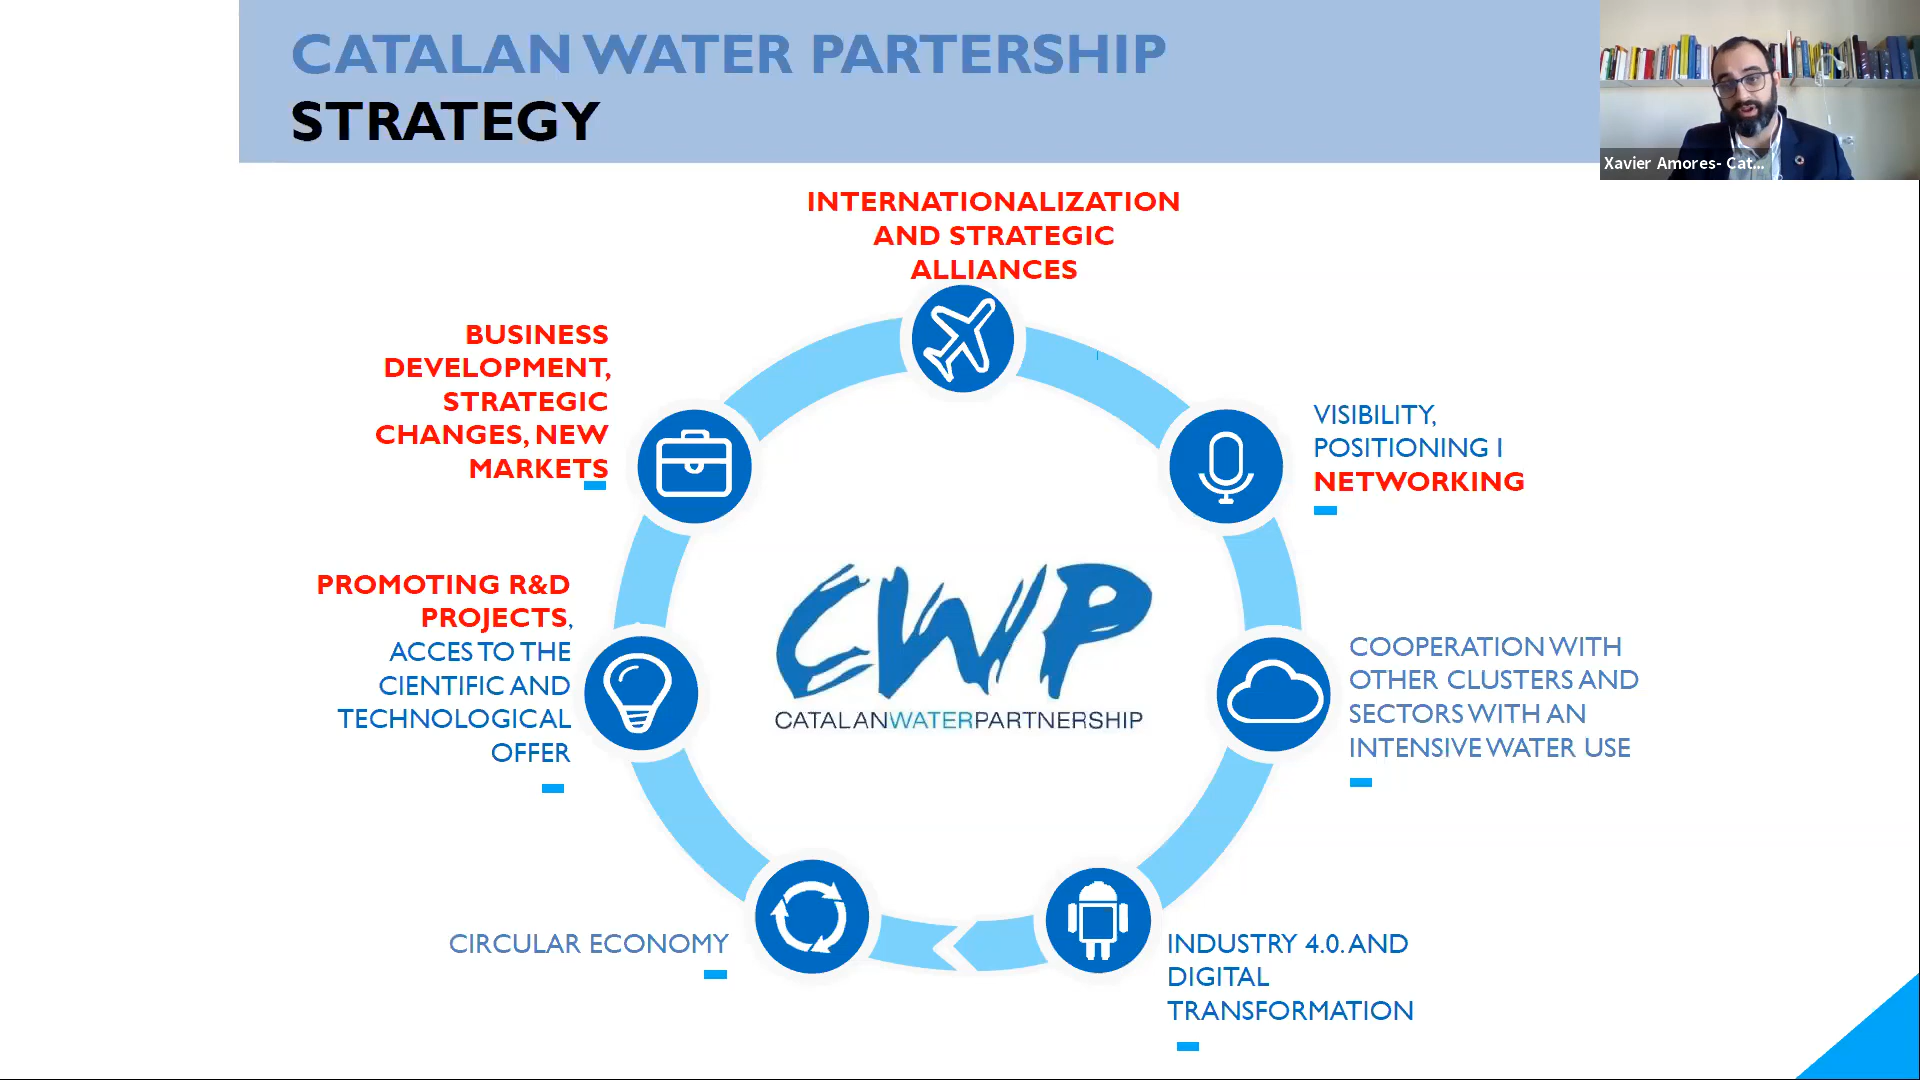 CATALAN WATER PARTERSHIP
STRATEGY
Xavier Amores- Cat...
INTERNATIONALIZATION
AND STRATEGIC
ALLIANCES
BUSINESS
DEVELOPMENT,
STRATEGIC
CHANGES, NEW
MARKETS
VISIBILITY,
POSITIONING I
NETWORKING
PROMOTING R&D
PROJECTS,
ACCES TO THE
CIENTIFIC AND
TECHNOLOGICAL
OFFER
CWP
CATALANWATERPARTNERSHIP
COOPERATION WITH
OTHER CLUSTERS AND
SECTORS WITH AN
INTENSIVE WATER USE
CIRCULAR ECONOMY
INDUSTRY 4.0. AND
DIGITAL
TRANSFORMATION